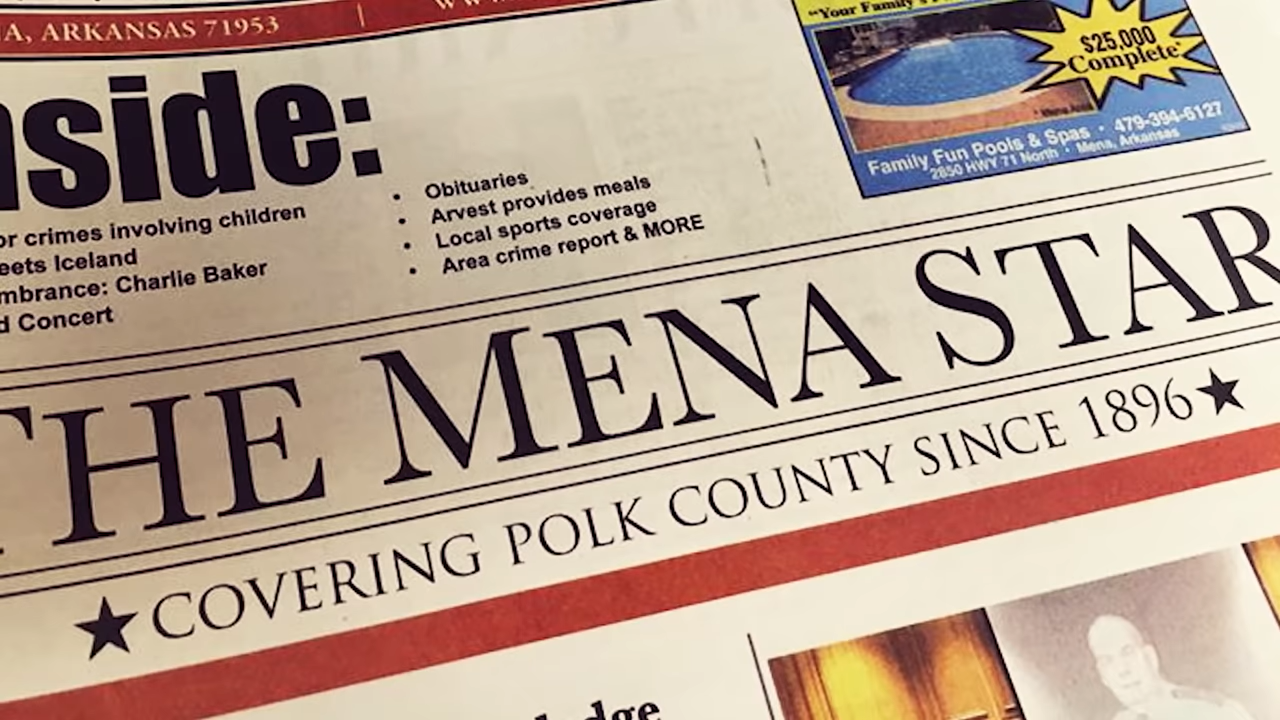 A, ARKANSAS 71953 |
nside:
or crimes involving children
eets Iceland
mbrance: Charlie Baker
d Concert
• Obituaries
• Arvest provides meals
• Local sports coverage
• Area crime report & MORE
"Your Family's
$25,000
Complete*
* Mena Area
Family Fun Pools & Spas · 479-394-6127
2850 HWY 71 North · Mena, Arkansas
THE MENA STAR
★COVERING POLK COUNTY SINCE 1896★